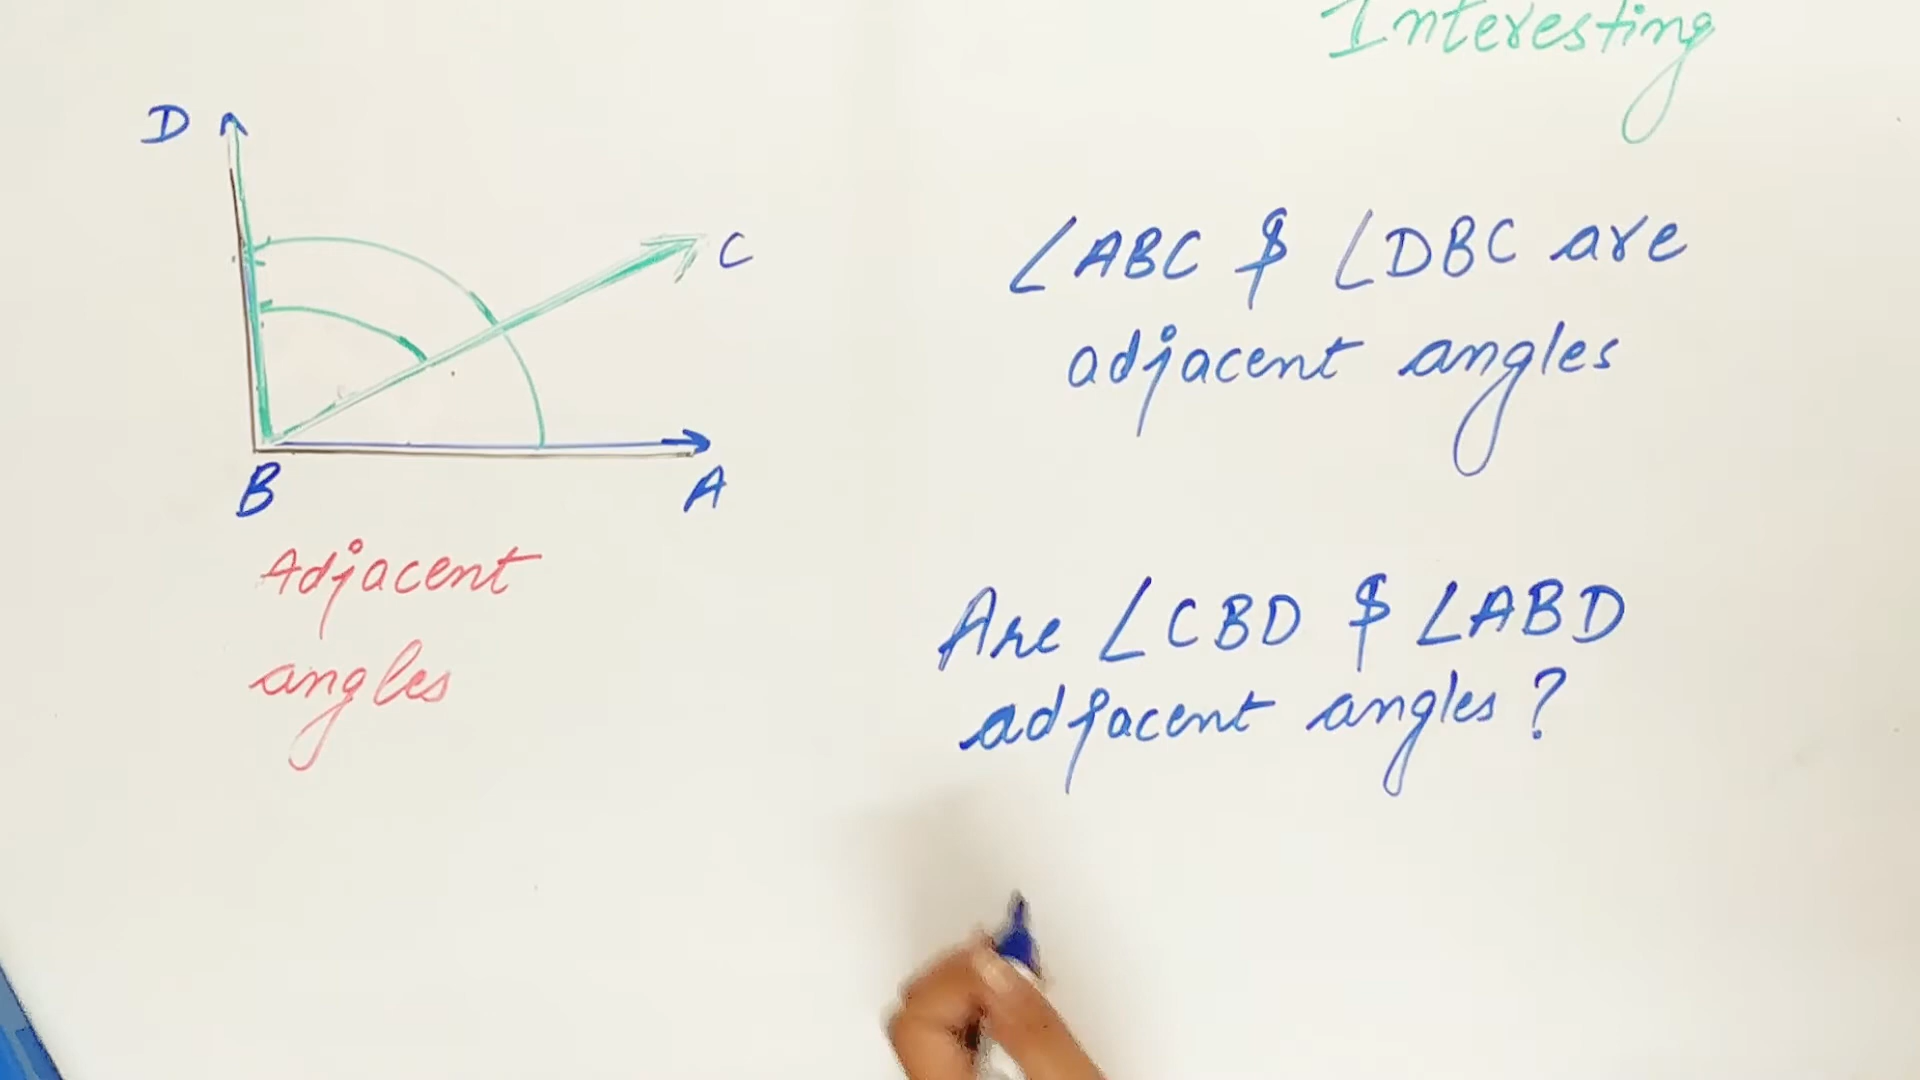 Interesting
D
C
B
A
Adjacent
angles
∠ABC & ∠DBC are
adjacent angles
Are ∠CBD & ∠ABD
adjacent angles?